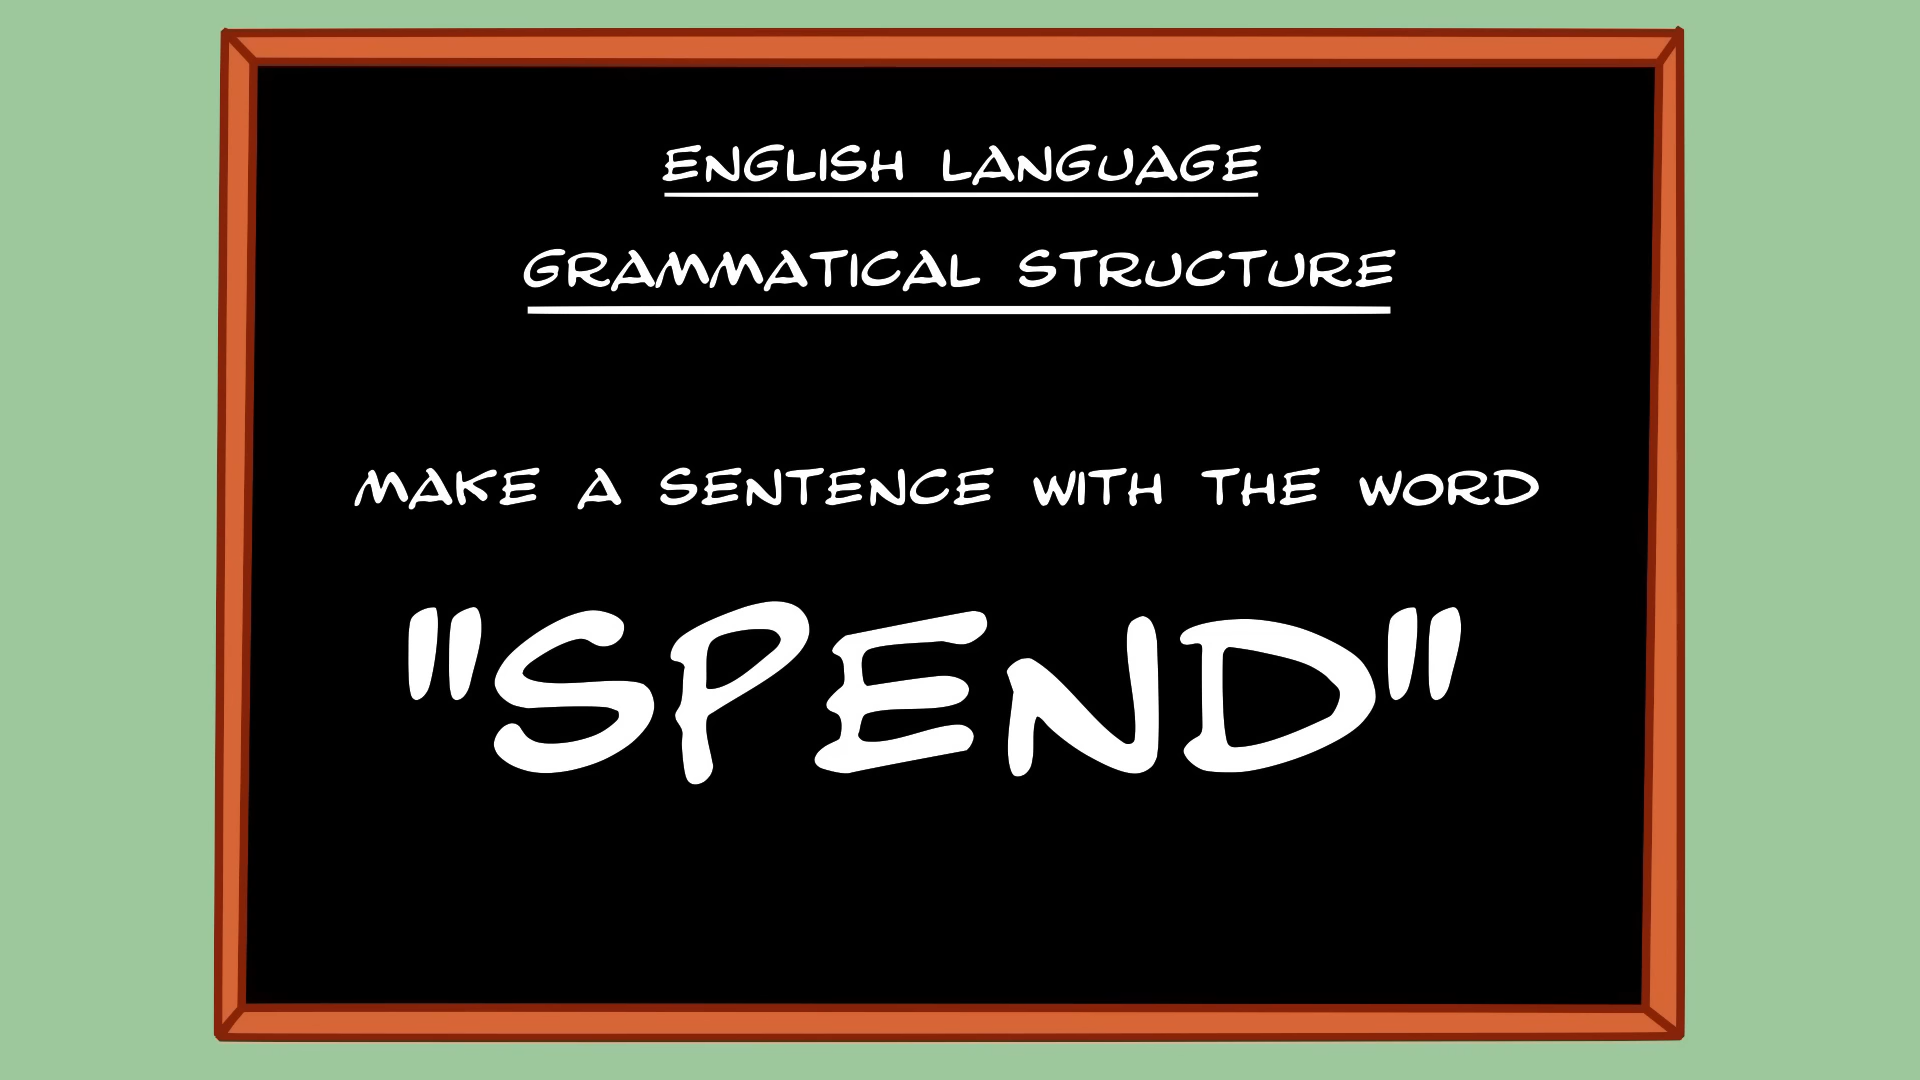 ENGLISH LANGUAGE
GRAMMATICAL STRUCTURE
MAKE A SENTENCE WITH THE WORD
"SPEND"